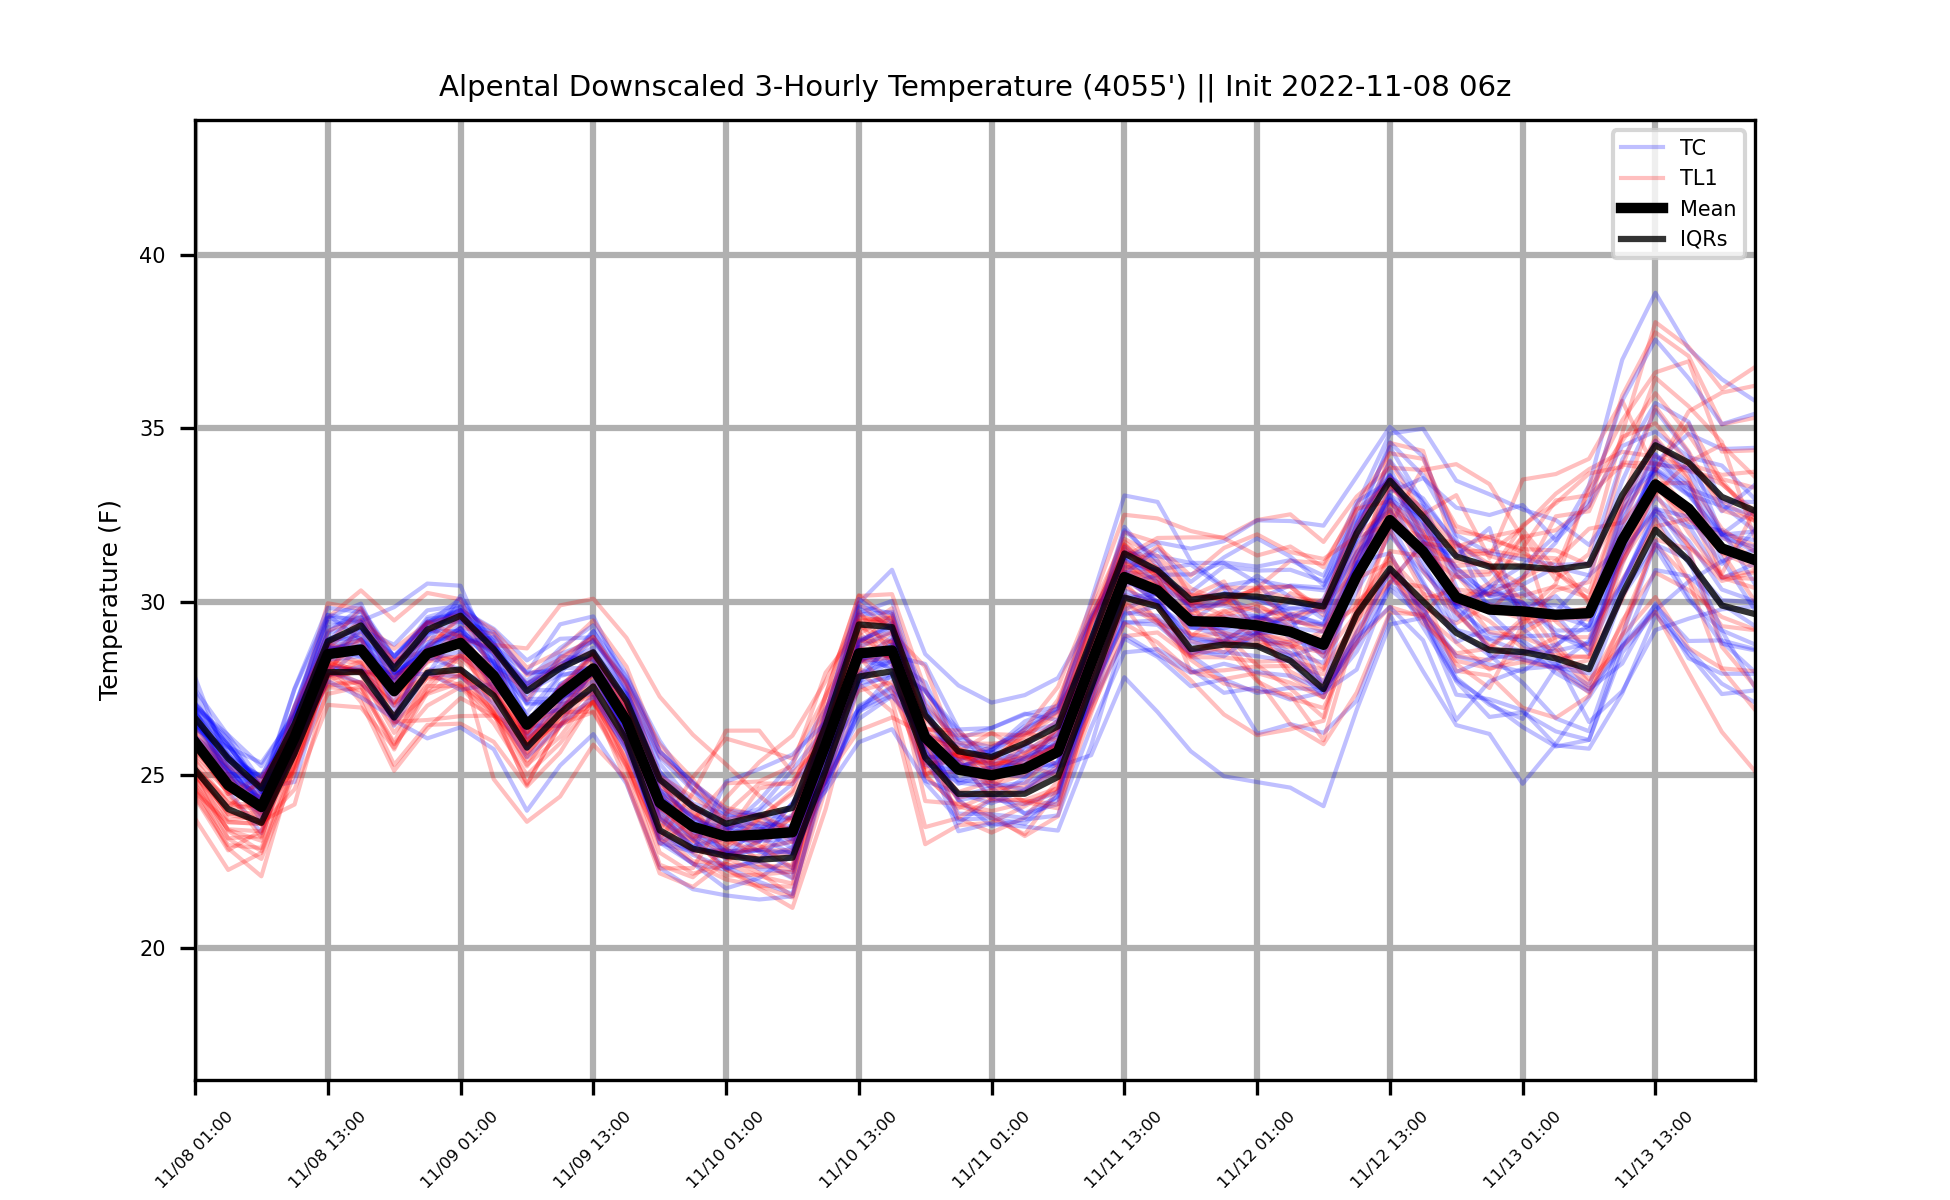 Alpental Downscaled 3-Hourly Temperature (4055') || Init 2022-11-08 06z
TC
TL1
Mean
IQRs
Temperature (F)
40
35
30
25
20
11/08 01:00
11/08 13:00
11/09 01:00
11/09 13:00
11/10 01:00
11/10 13:00
11/11 01:00
11/11 13:00
11/12 01:00
11/12 13:00
11/13 01:00
11/13 13:00